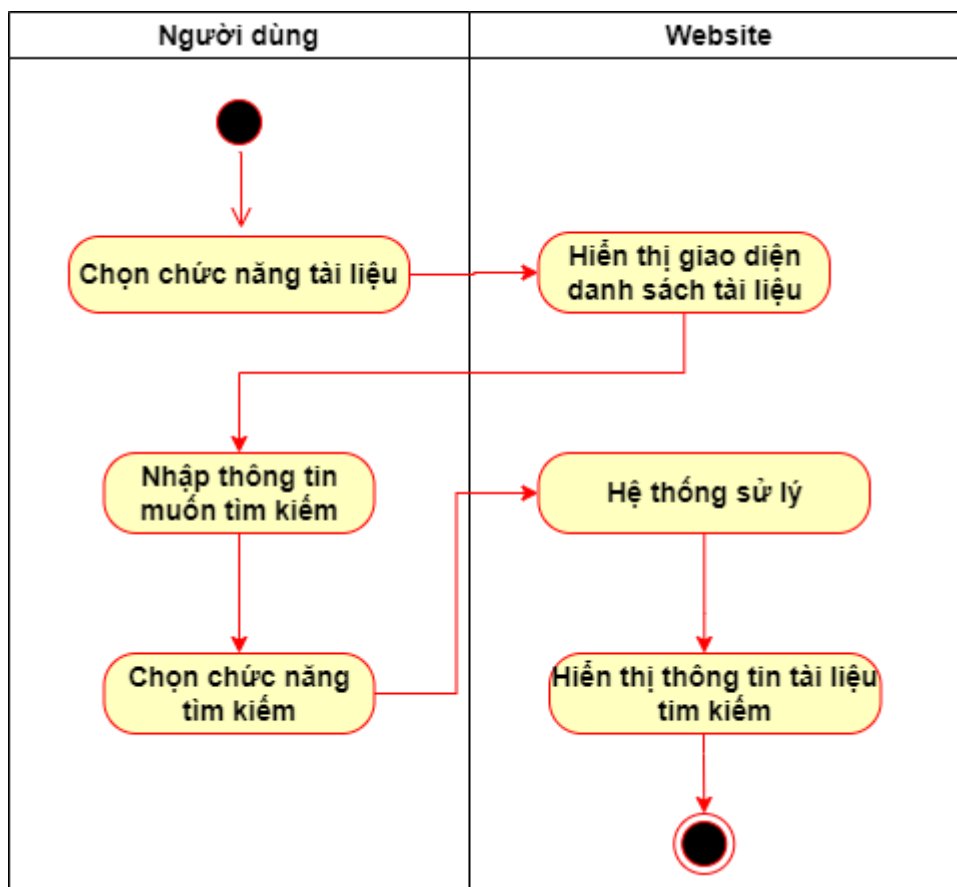 Người dùng
Website
Chọn chức năng tài liệu
Hiển thị giao diện
danh sách tài liệu
Nhập thông tin
muốn tìm kiếm
Hệ thống sử lý
Chọn chức năng
tìm kiếm
Hiển thị thông tin tài liệu
tim kiếm